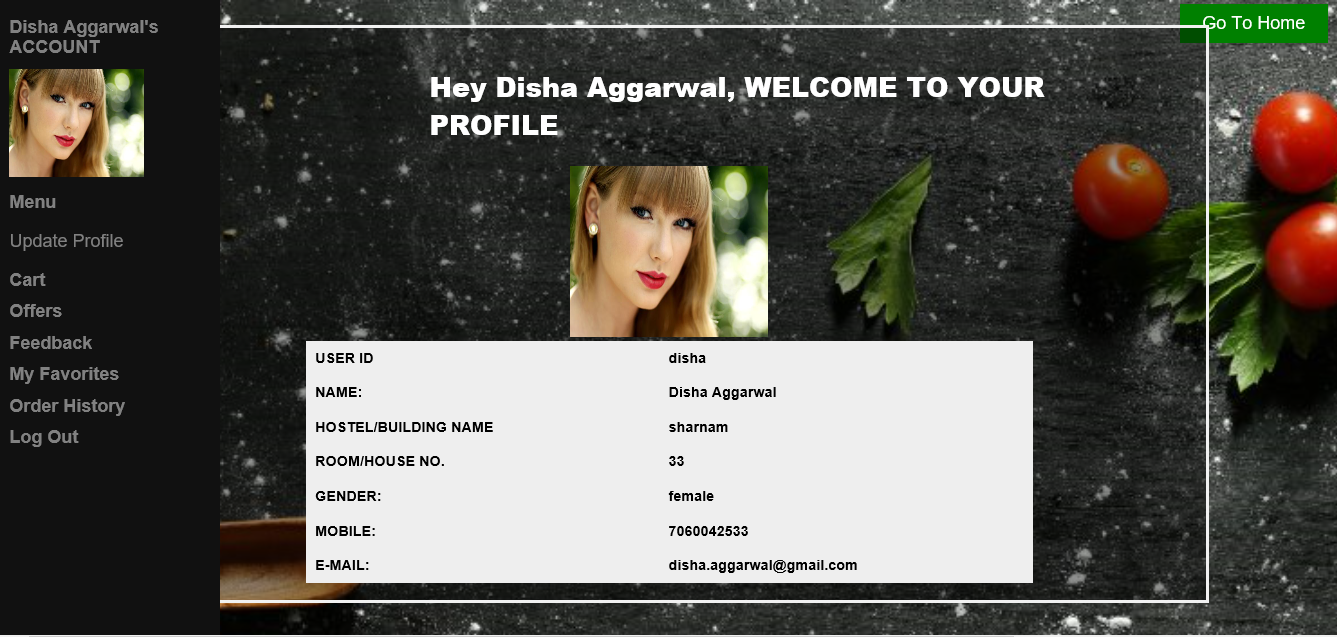 Disha Aggarwal's
ACCOUNT
Menu
Update Profile
Cart
Offers
Feedback
My Favorites
Order History
Log Out
Go To Home
Hey Disha Aggarwal, WELCOME TO YOUR
PROFILE
USER ID disha
NAME: Disha Aggarwal
HOSTEL/BUILDING NAME sharnam
ROOM/HOUSE NO. 33
GENDER: female
MOBILE: 7060042533
E-MAIL: disha.aggarwal@gmail.com